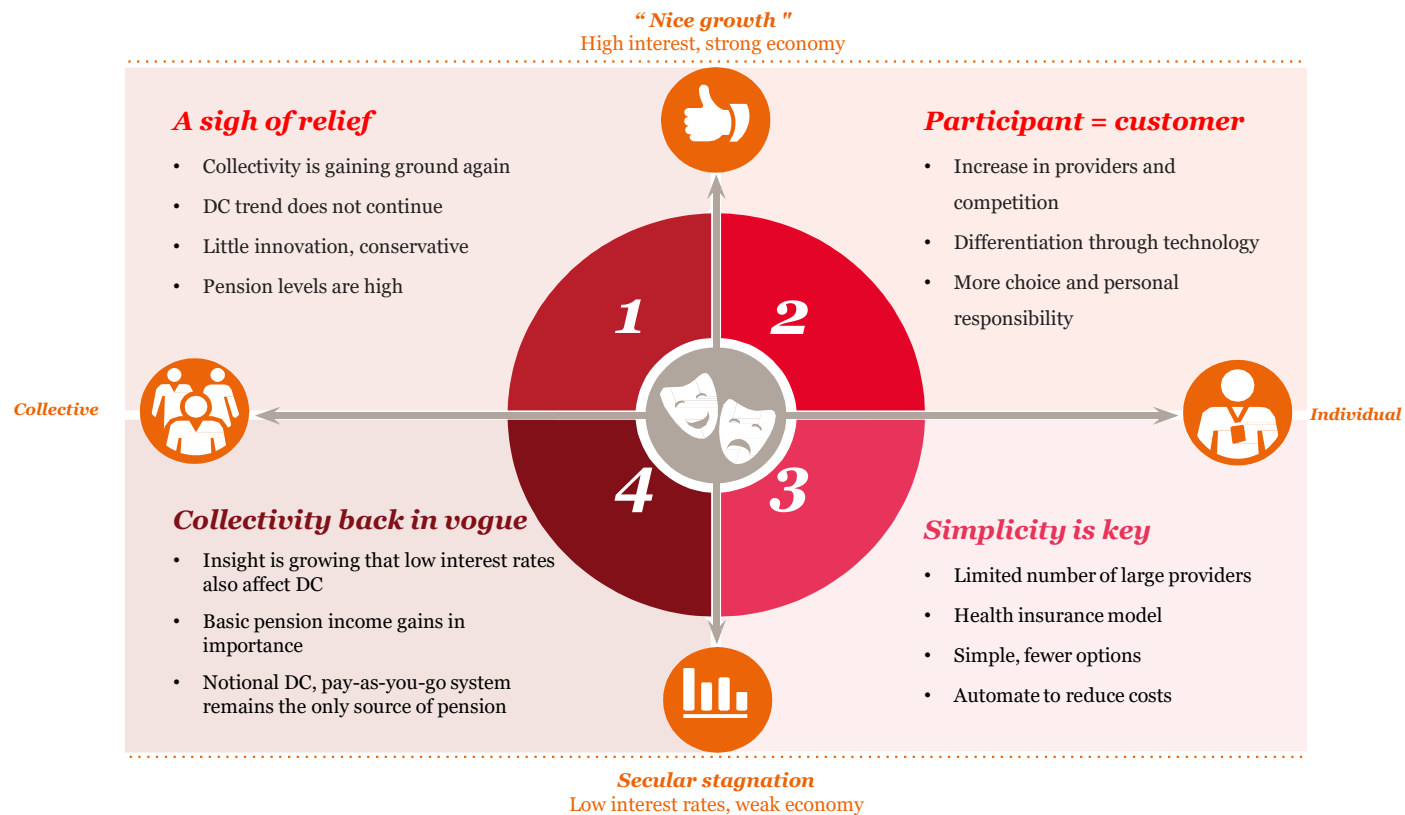 “ Nice growth "
High interest, strong economy
A sigh of relief
• Collectivity is gaining ground again
• DC trend does not continue
• Little innovation, conservative
• Pension levels are high
Participant = customer
• Increase in providers and
competition
• Differentiation through technology
• More choice and personal
responsibility
1
2
Collective
Individual
4
3
Collectivity back in vogue
• Insight is growing that low interest rates
also affect DC
• Basic pension income gains in
importance
• Notional DC, pay-as-you-go system
remains the only source of pension
Simplicity is key
• Limited number of large providers
• Health insurance model
• Simple, fewer options
• Automate to reduce costs
Secular stagnation
Low interest rates, weak economy